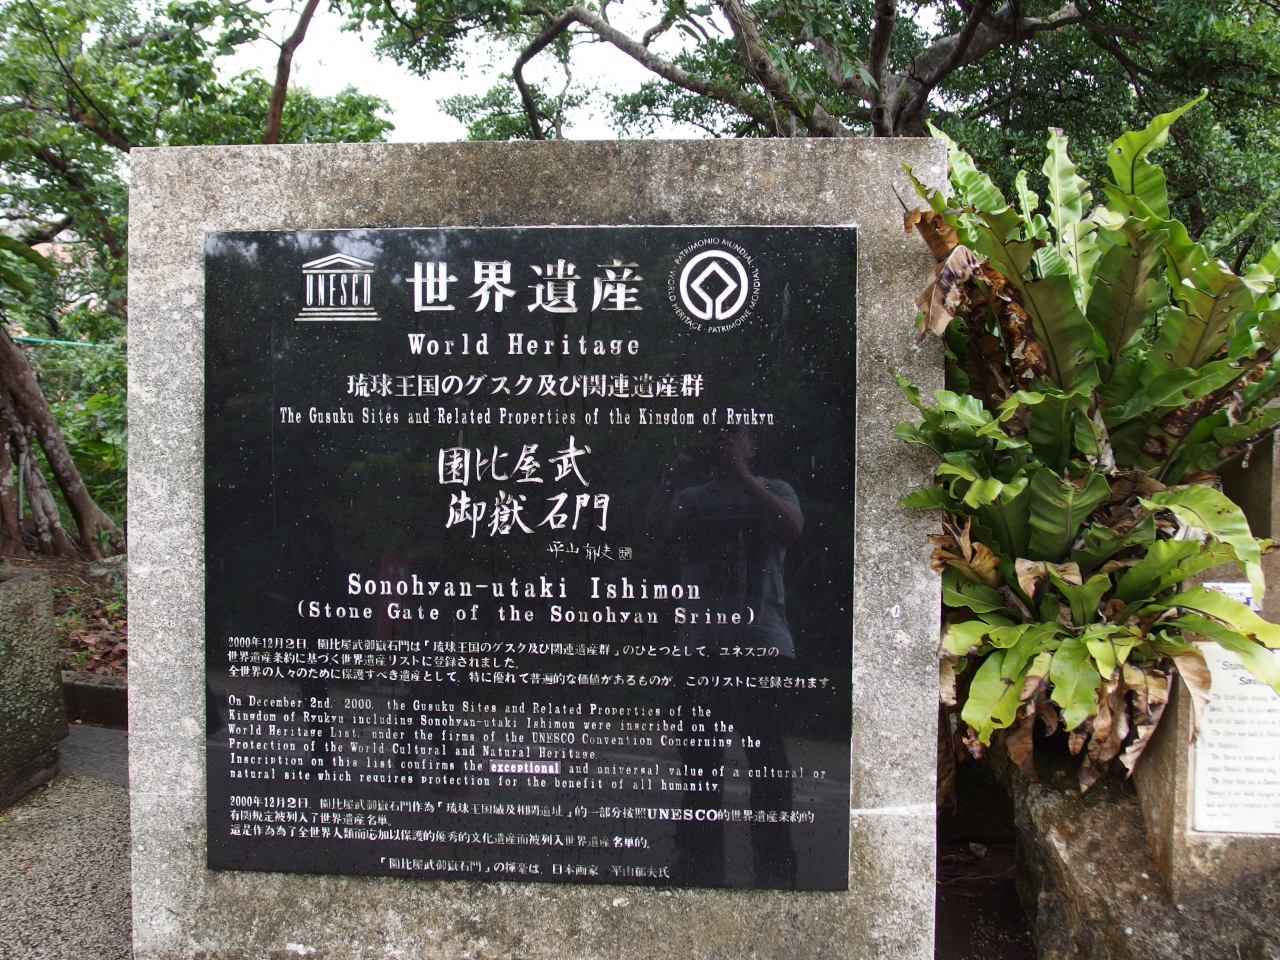 UNESCO
世界遺産
PATRIMONIO MUNDIAL · WORLD HERITAGE · PATRIMOINE MONDIAL
World Heritage
琉球王国のグスク及び関連遺産群
The Gusuku Sites and Related Properties of the Kingdom of Ryukyu
園比屋武
御嶽石門
平山郁夫
Sonohyan-utaki Ishimon
(Stone Gate of the Sonohyan Srine)
2000年12月2日、園比屋武御嶽石門は「琉球王国のグスク及び関連遺産群」のひとつとして、ユネスコの
世界遺産条約に基づく世界遺産リストに登録されました。
全世界の人々のために保護すべき遺産として、特に優れて普遍的な価値があるものが、このリストに登録されます。
On December 2nd, 2000, the Gusuku Sites and Related Properties of the
Kingdom of Ryukyu including Sonohyan-utaki Ishimon were inscribed on the
World Heritage List, under the firms of the UNESCO Convention Concerning the
Protection of the World Cultural and Natural Heritage.
Inscription on this list confirms the exceptional and universal value of a cultural or
natural site which requires protection for the benefit of all humanity.
2000年12月2日、園比屋武御嶽石門作為「琉球王国城及相関遺址」的一部分按照UNESCO的世界遺産条約的
有関規定被列入了世界遺産名単。
這是作為為了全世界人類而応加以保護的優秀的文化遺産而被列入世界遺産名単的。
「園比屋武御嶽石門」の揮毫は、日本画家 平山郁夫氏